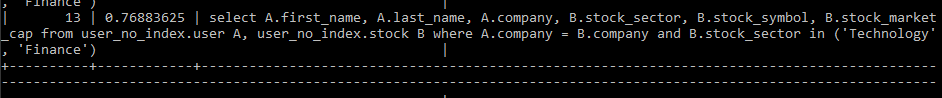 , 'Finance')
| 13 | 0.76883625 | select A.first_name, A.last_name, A.company, B.stock_sector, B.stock_symbol, B.stock_market
_cap from user_no_index.user A, user_no_index.stock B where A.company = B.company and B.stock_sector in ('Technology'
, 'Finance') |
+----------+------------+--------------------------------------------------------------------------------------------
---------------------------------------------------------------------------------------------------------------------